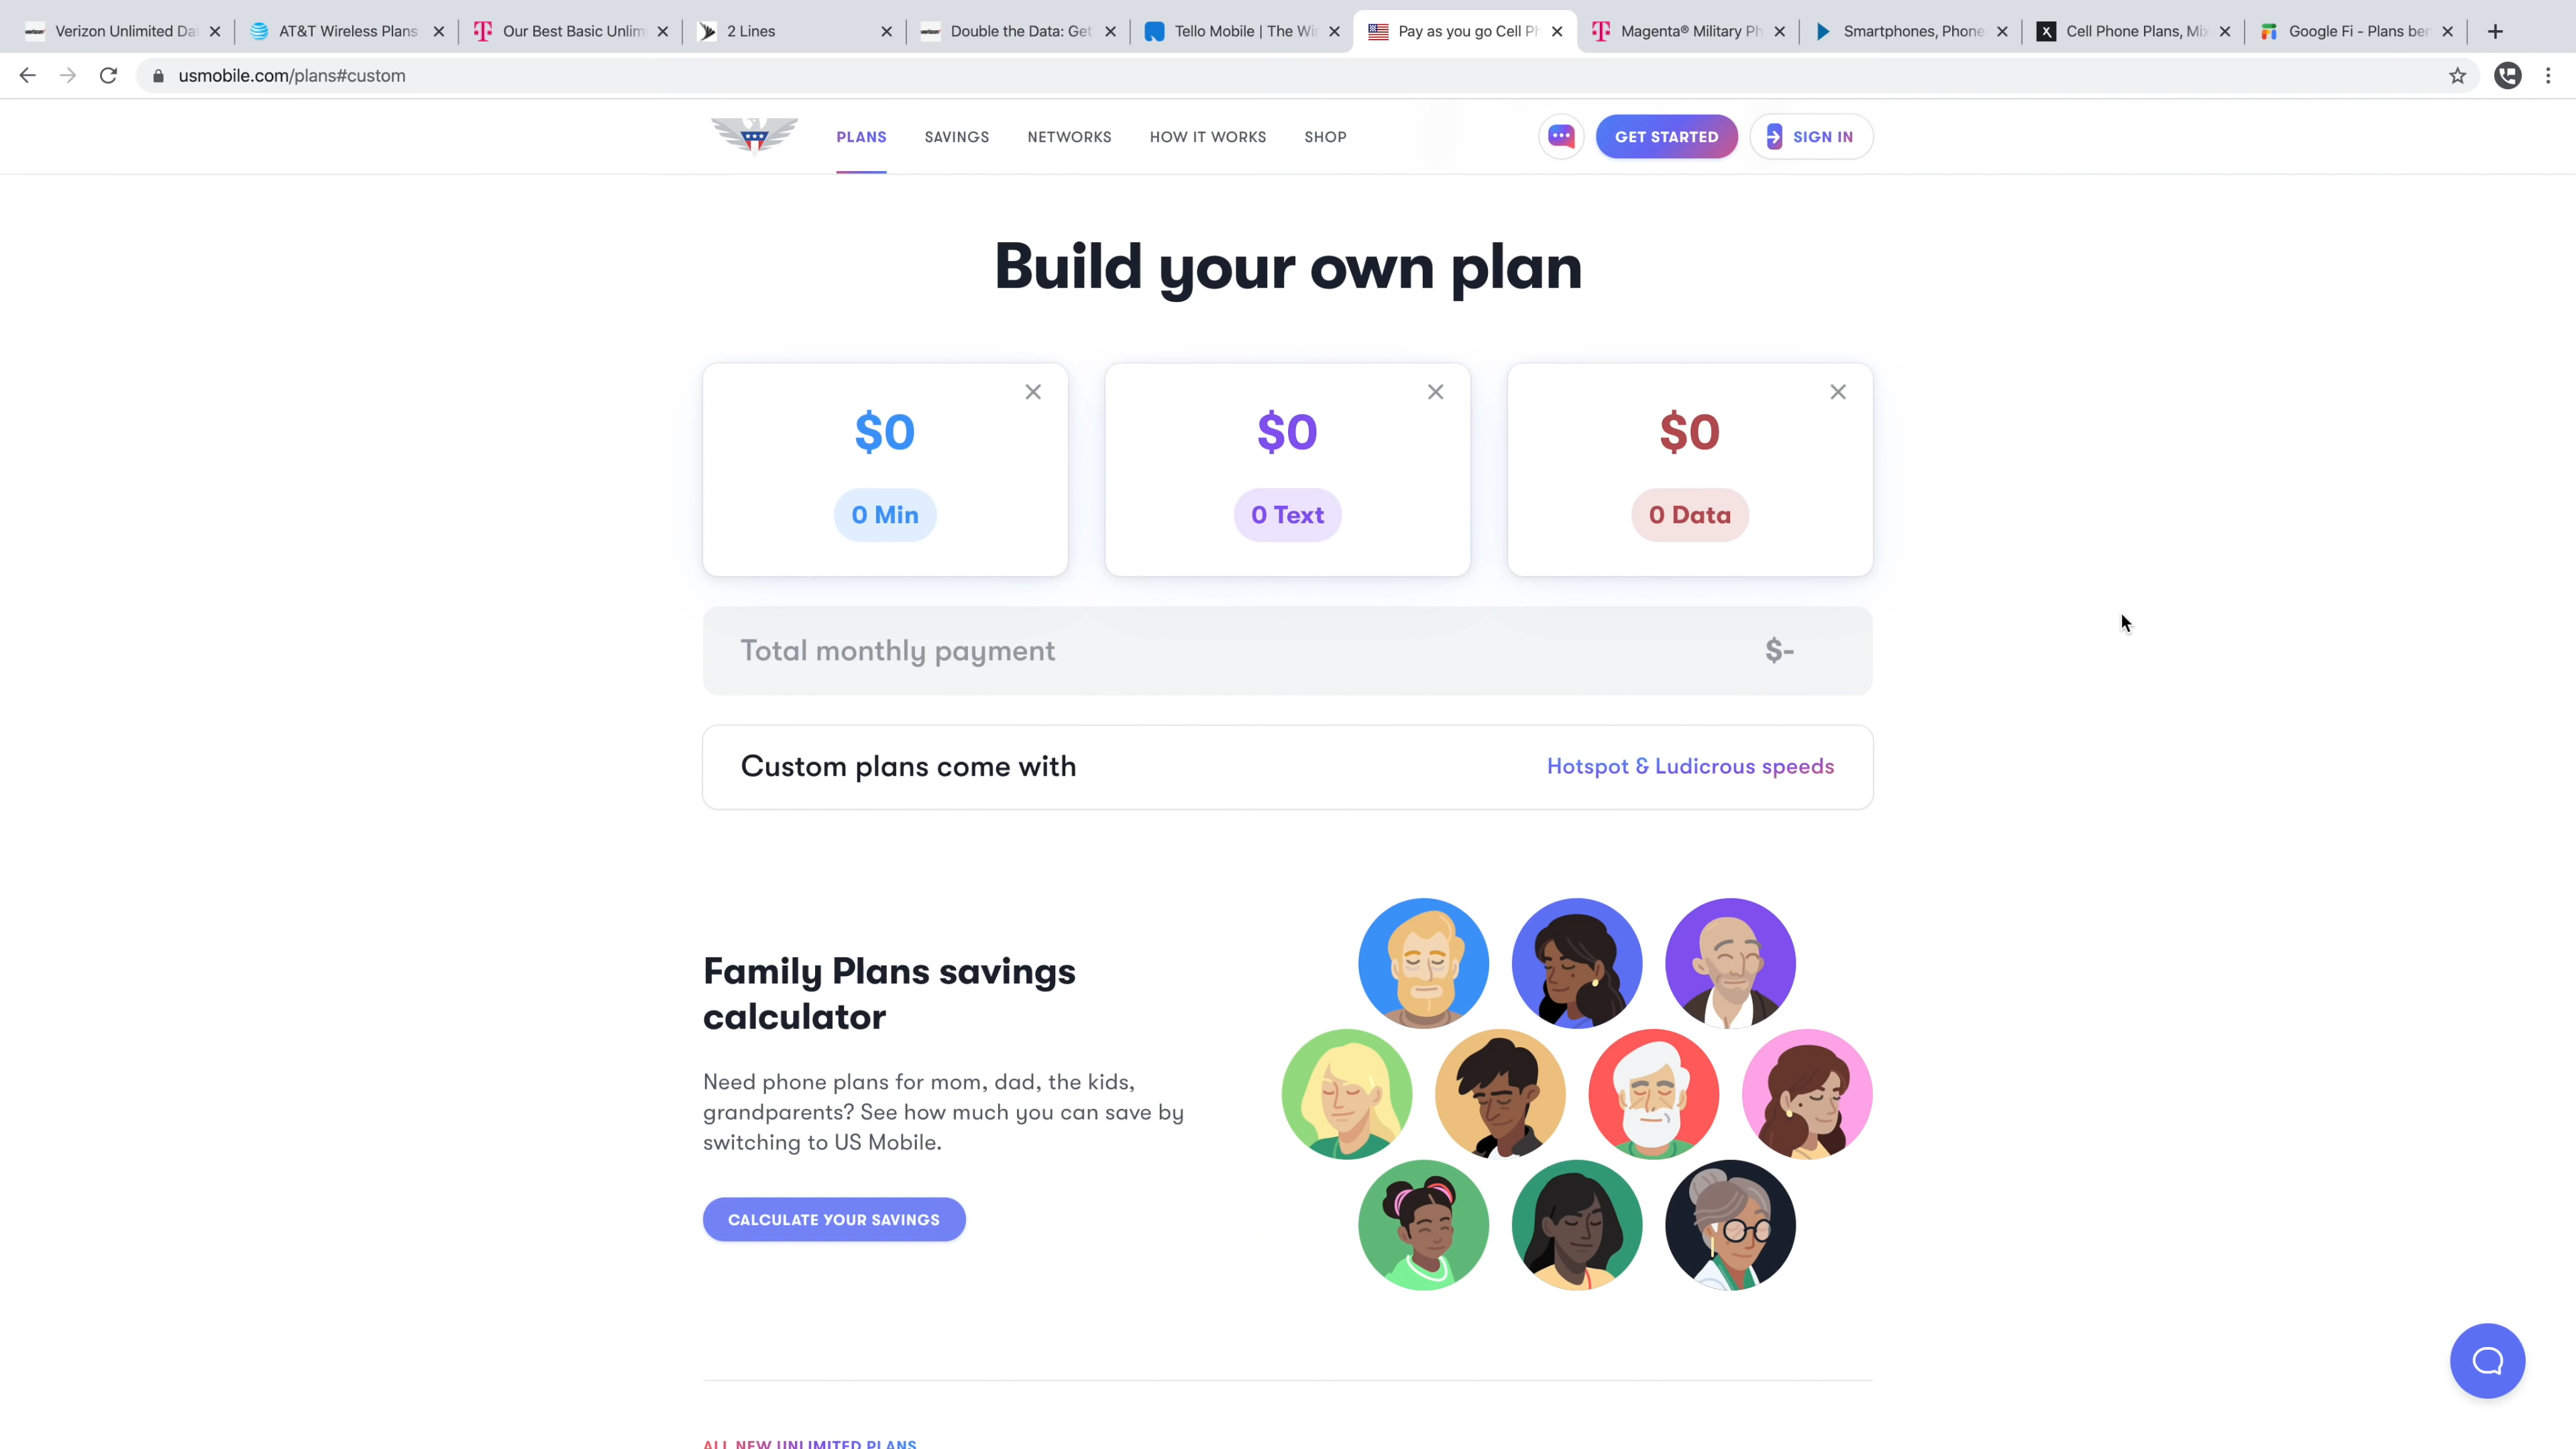 Verizon Unlimited Da
AT&T Wireless Plans
Our Best Basic Unlim
2 Lines
Double the Data: Get
Tello Mobile | The Wi
Pay as you go Cell Ph
Magenta® Military Ph
Smartphones, Phone
Cell Phone Plans, Mix
Google Fi - Plans ber
usmobile.com/plans#custom
PLANS
SAVINGS
NETWORKS
HOW IT WORKS
SHOP
GET STARTED
SIGN IN
Build your own plan
$0
$0
$0
0 Min
0 Text
0 Data
Total monthly payment
$-
Custom plans come with
Hotspot & Ludicrous speeds
Family Plans savings
calculator
Need phone plans for mom, dad, the kids,
grandparents? See how much you can save by
switching to US Mobile.
CALCULATE YOUR SAVINGS
ALL NEW UNLIMITED PLANS